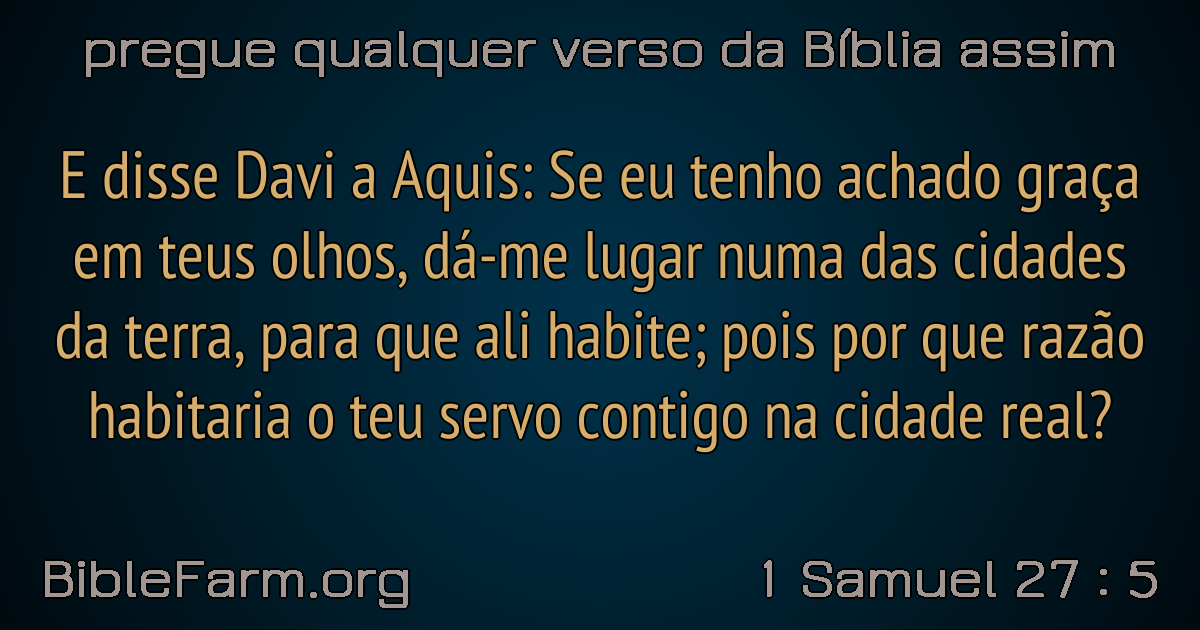 pregue qualquer verso da Bíblia assim
E disse Davi a Aquis: Se eu tenho achado graça
em teus olhos, dá-me lugar numa das cidades
da terra, para que ali habite; pois por que razão
habitaria o teu servo contigo na cidade real?
BibleFarm.org
1 Samuel 27 : 5